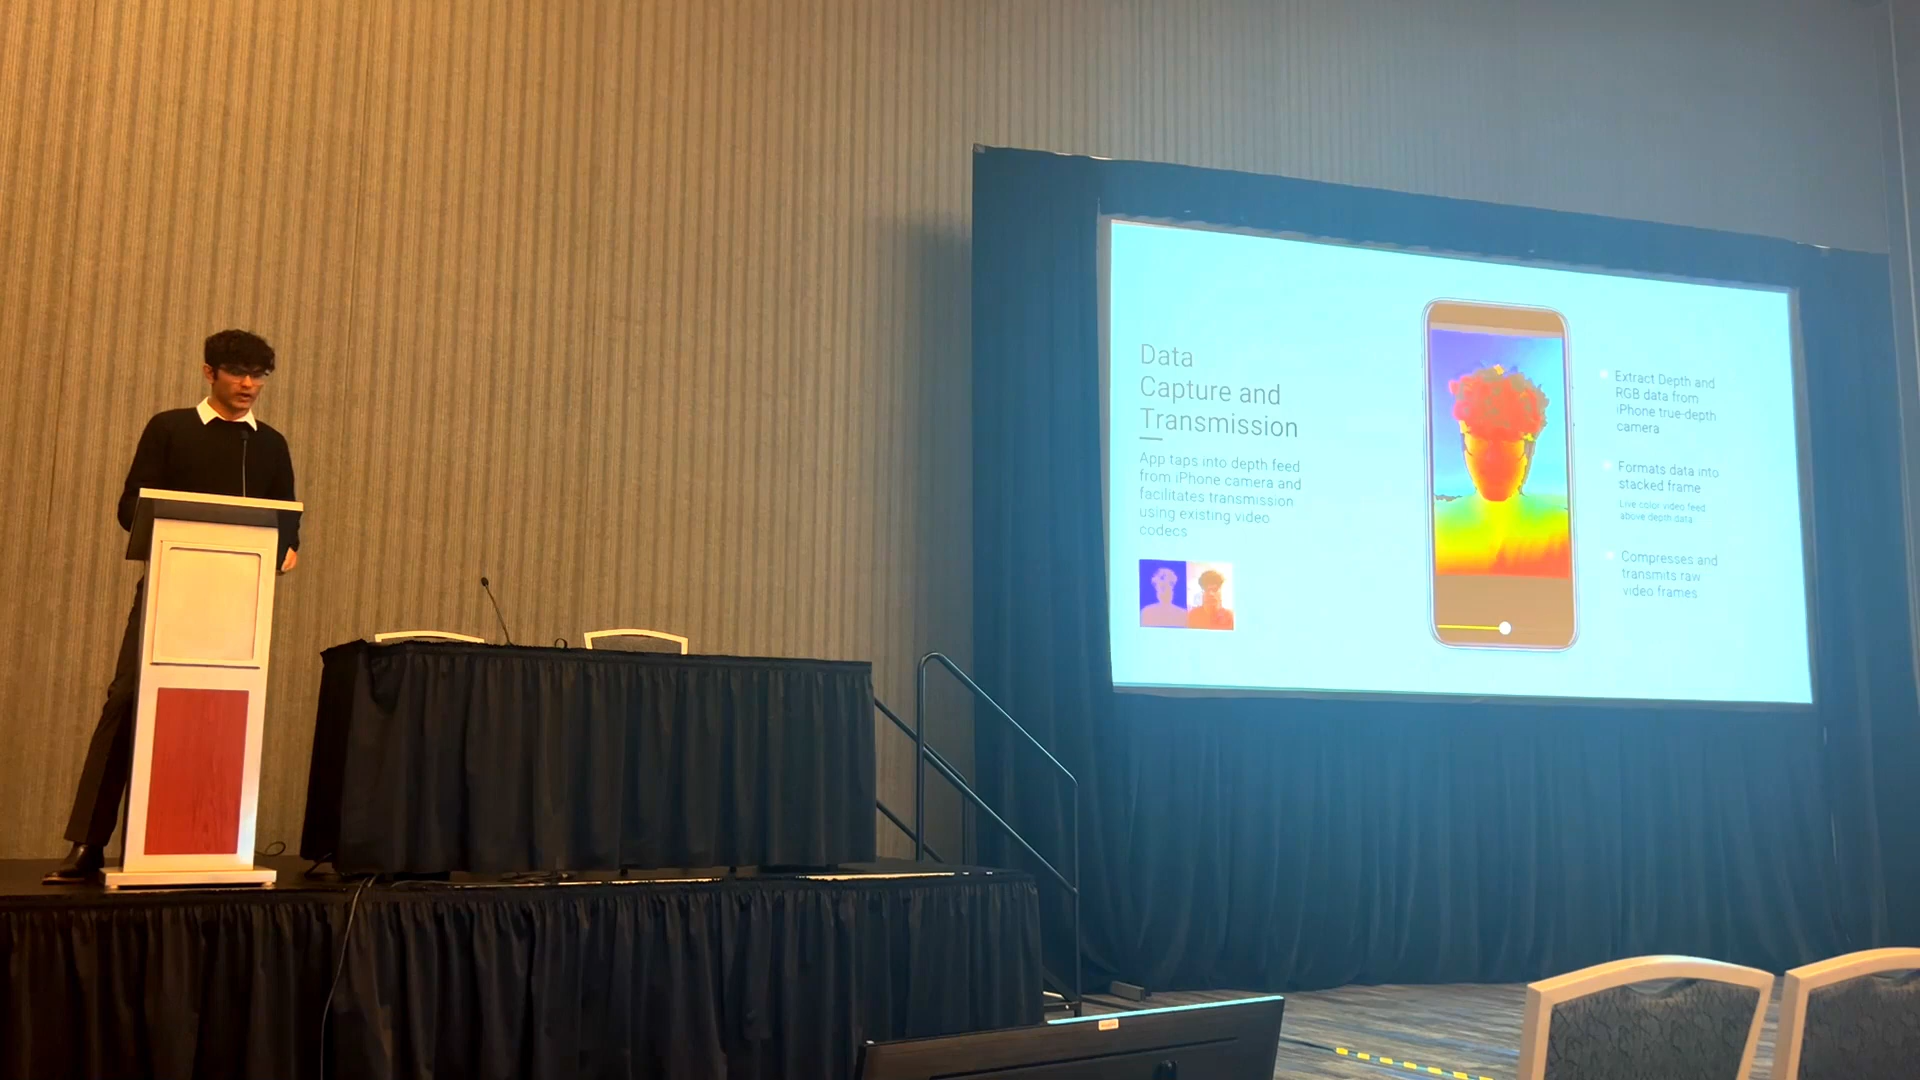 Data
Capture and
Transmission
App taps into depth feed
from iPhone camera and
facilitates transmission
using existing video
codecs
Extract Depth and
RGB data from
iPhone true-depth
camera
Formats data into
stacked frame
Live color video feed
above depth data
Compresses and
transmits raw
video frames